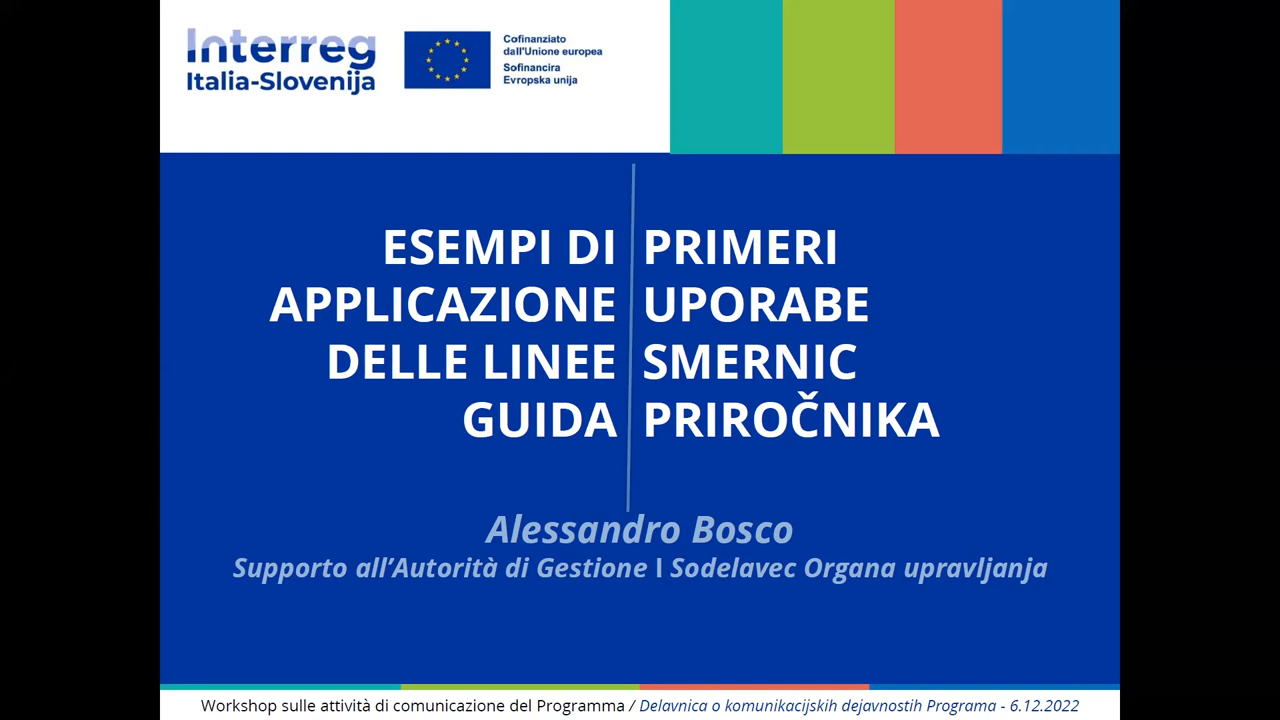 Interreg
Italia-Slovenija
Cofinanziato
dall'Unione europea
Sofinancira
Evropska unija
ESEMPI DI
APPLICAZIONE
DELLE LINEE
GUIDA
PRIMERI
UPORABE
SMERNIC
PRIROČNIKA
Alessandro Bosco
Supporto all’Autorità di Gestione I Sodelavec Organa upravljanja
Workshop sulle attività di comunicazione del Programma / Delavnica o komunikacijskih dejavnostih Programa - 6.12.2022